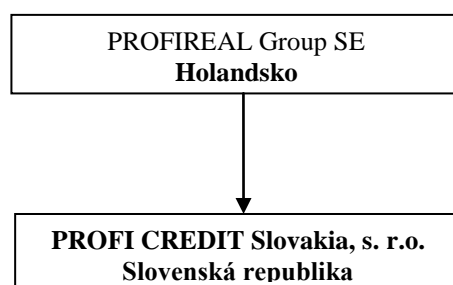 PROFIREAL Group SE
Holandsko
PROFI CREDIT Slovakia, s. r.o.
Slovenská republika